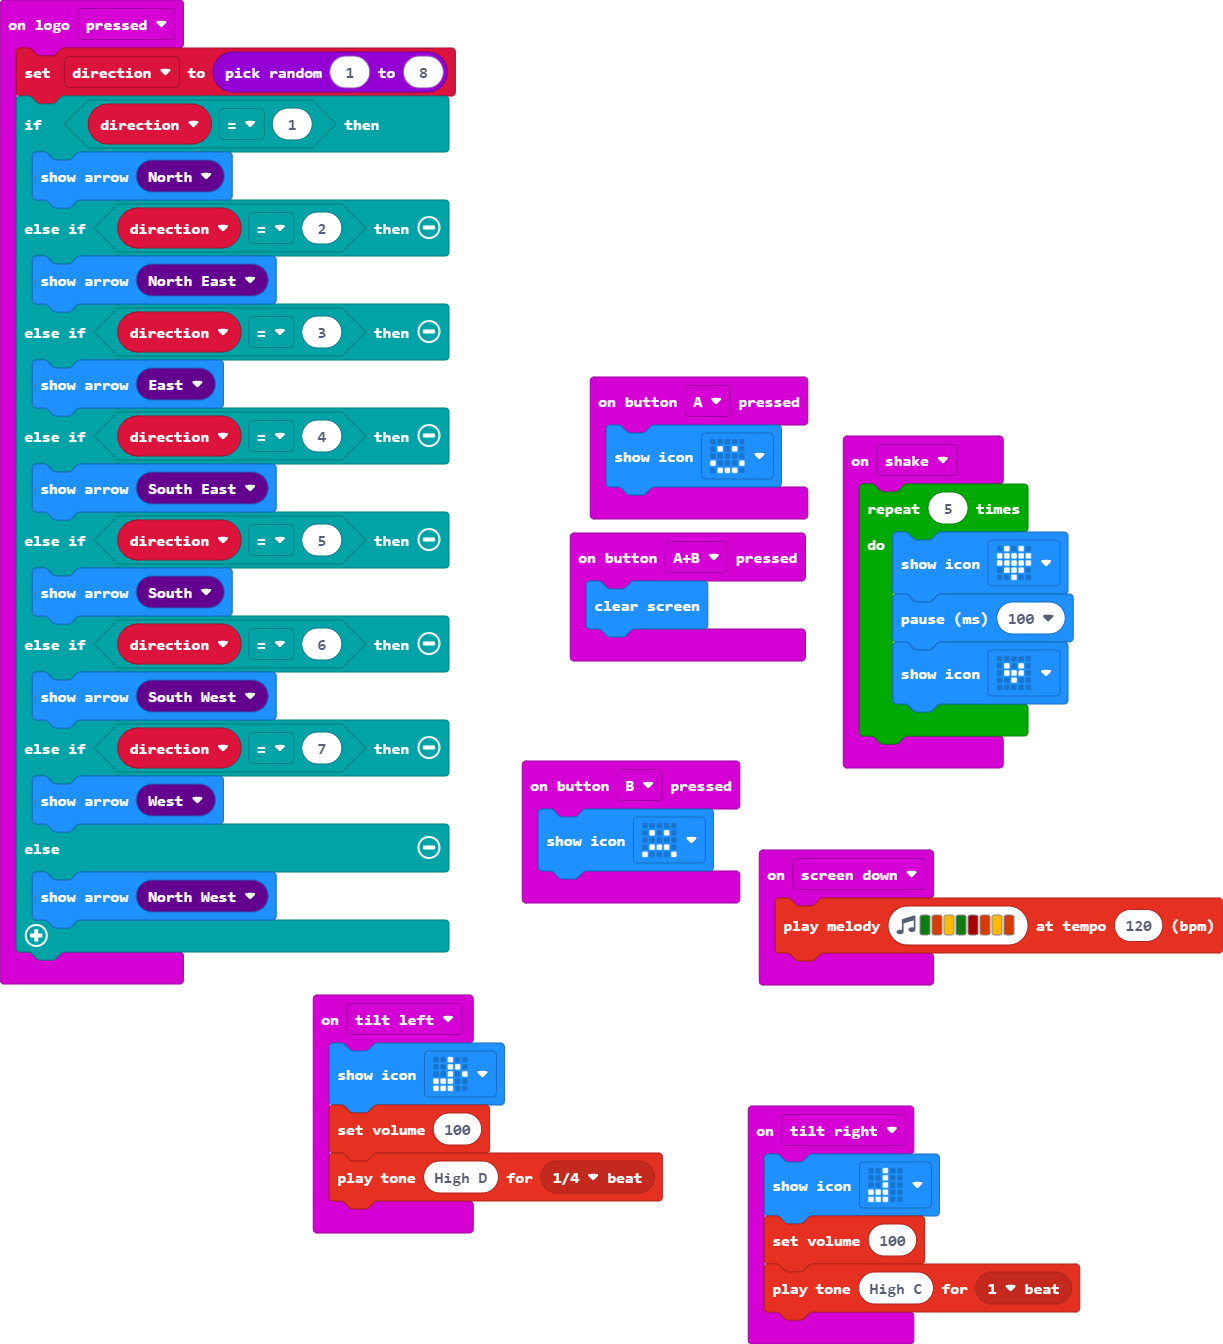 on logo pressed
set direction to pick random 1 to 8
if direction = 1 then
show arrow North
else if direction = 2 then
show arrow North East
else if direction = 3 then
show arrow East
else if direction = 4 then
show arrow South East
else if direction = 5 then
show arrow South
else if direction = 6 then
show arrow South West
else if direction = 7 then
show arrow West
else
show arrow North West
on button A pressed
show icon
on button A+B pressed
clear screen
on shake
repeat 5 times
do
show icon
pause (ms) 100
show icon
on button B pressed
show icon
on screen down
play melody at tempo 120 (bpm)
on tilt left
show icon
set volume 100
play tone High D for 1/4 beat
on tilt right
show icon
set volume 100
play tone High C for 1 beat